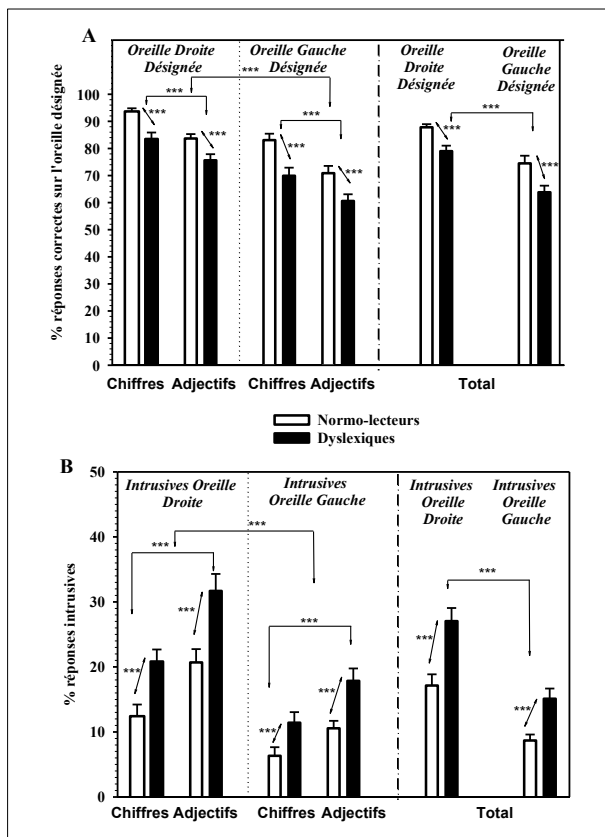 A
Oreille Droite Désignée
Oreille Gauche Désignée
Oreille Droite Désignée
Oreille Gauche Désignée
***
***
***
***
***
***
***
***
***
***
% réponses correctes sur l'oreille désignée
100
90
80
70
60
50
40
30
20
10
0
Chiffres Adjectifs
Chiffres Adjectifs
Total
Normo-lecteurs
Dyslexiques
B
Intrusives Oreille Droite
Intrusives Oreille Gauche
Intrusives Oreille Droite
Intrusives Oreille Gauche
***
***
***
***
***
***
***
***
***
***
% réponses intrusives
50
40
30
20
10
0
Chiffres Adjectifs
Chiffres Adjectifs
Total